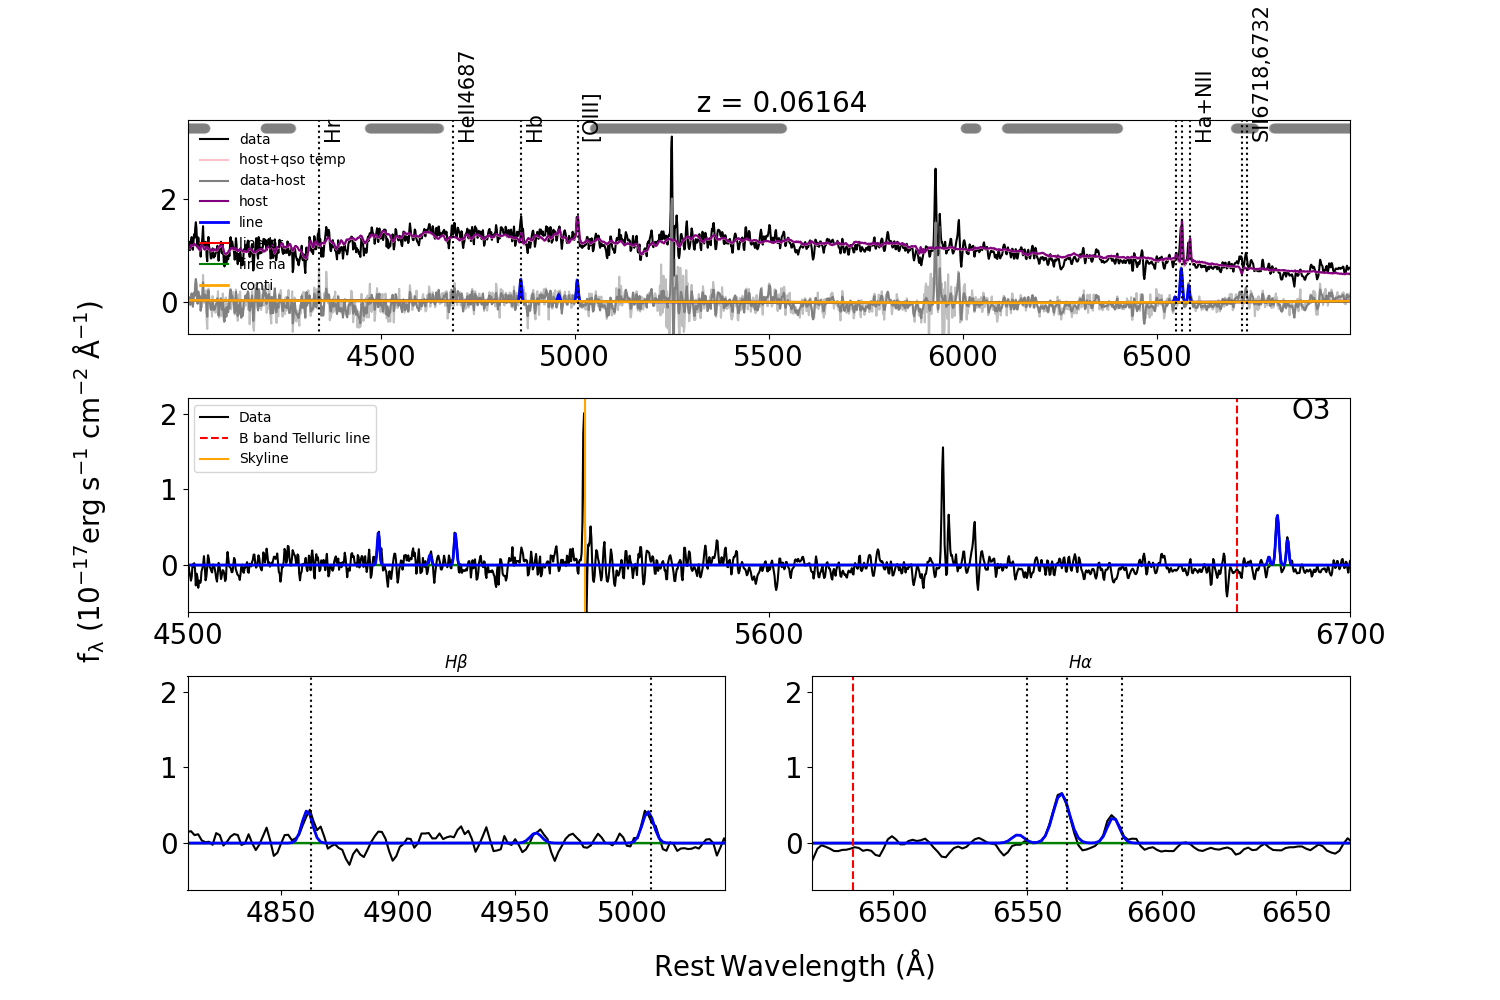 z = 0.06164
Hr
HeII4687
Hb
[OIII]
Ha+NII
SII6718,6732
data
host+qso temp
data-host
host
line
line na
conti
2
0
4500
5000
5500
6000
6500
fλ (10−17erg s−1 cm−2 Å−1)
O3
Data
B band Telluric line
Skyline
2
1
0
4500
5600
6700
Hβ
2
1
0
4850
4900
4950
5000
Hα
2
1
0
6500
6550
6600
6650
Rest Wavelength (Å)